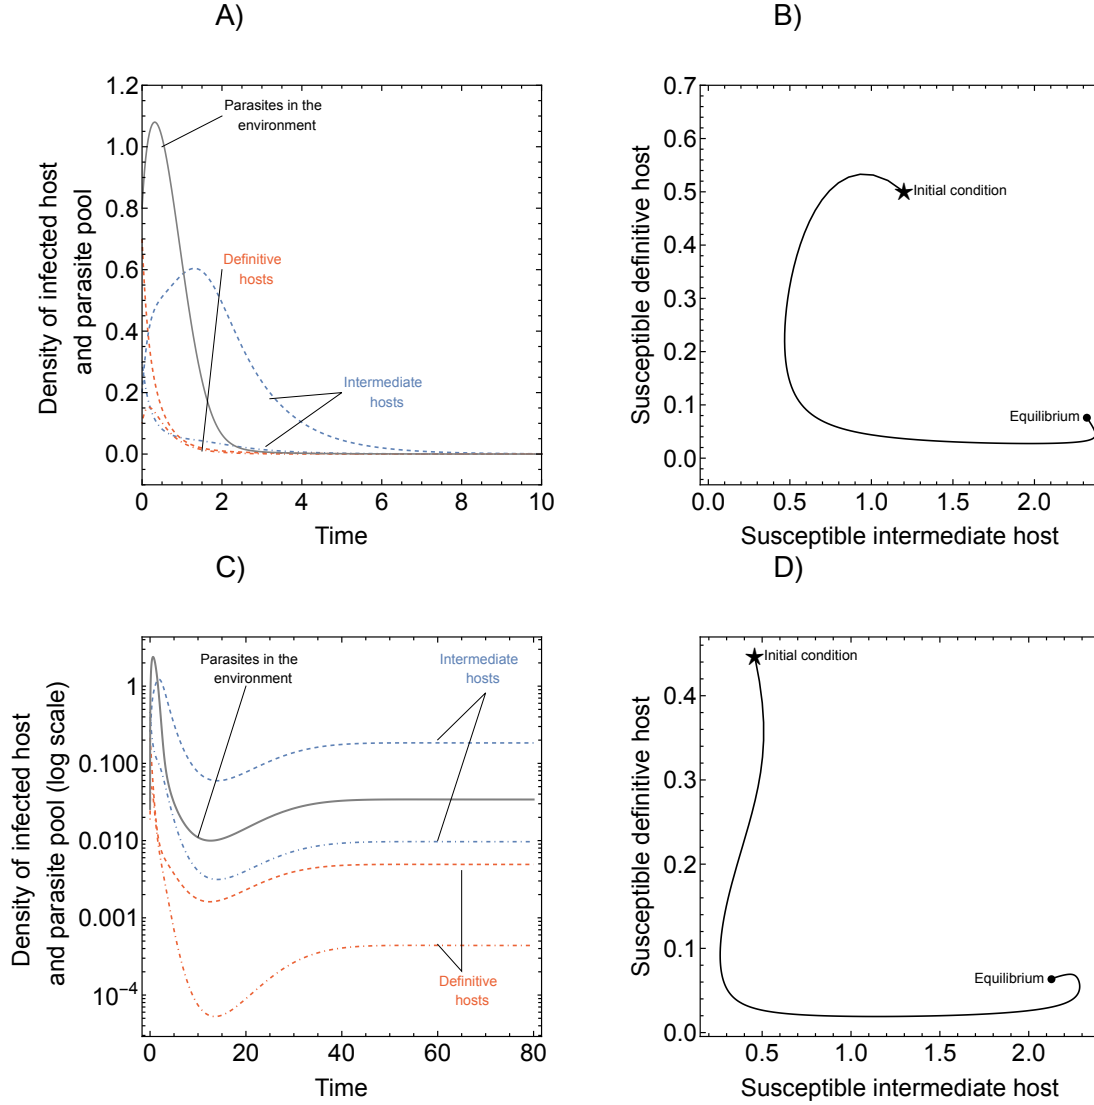 A)
B)
1.2
1.0
0.8
0.6
0.4
0.2
0.0
Density of infected host
and parasite pool
Parasites in the
environment
Definitive
hosts
Intermediate
hosts
0
2
4
6
8
10
Time
0.7
0.6
0.5
0.4
0.3
0.2
0.1
0.0
Susceptible definitive host
Initial condition
Equilibrium
0.0
0.5
1.0
1.5
2.0
Susceptible intermediate host
C)
D)
1
0.100
0.010
0.001
10⁻⁴
Density of infected host
and parasite pool (log scale)
Parasites in the
environment
Intermediate
hosts
Definitive
hosts
0
20
40
60
80
Time
0.4
0.3
0.2
0.1
0.0
Susceptible definitive host
Initial condition
Equilibrium
0.5
1.0
1.5
2.0
Susceptible intermediate host